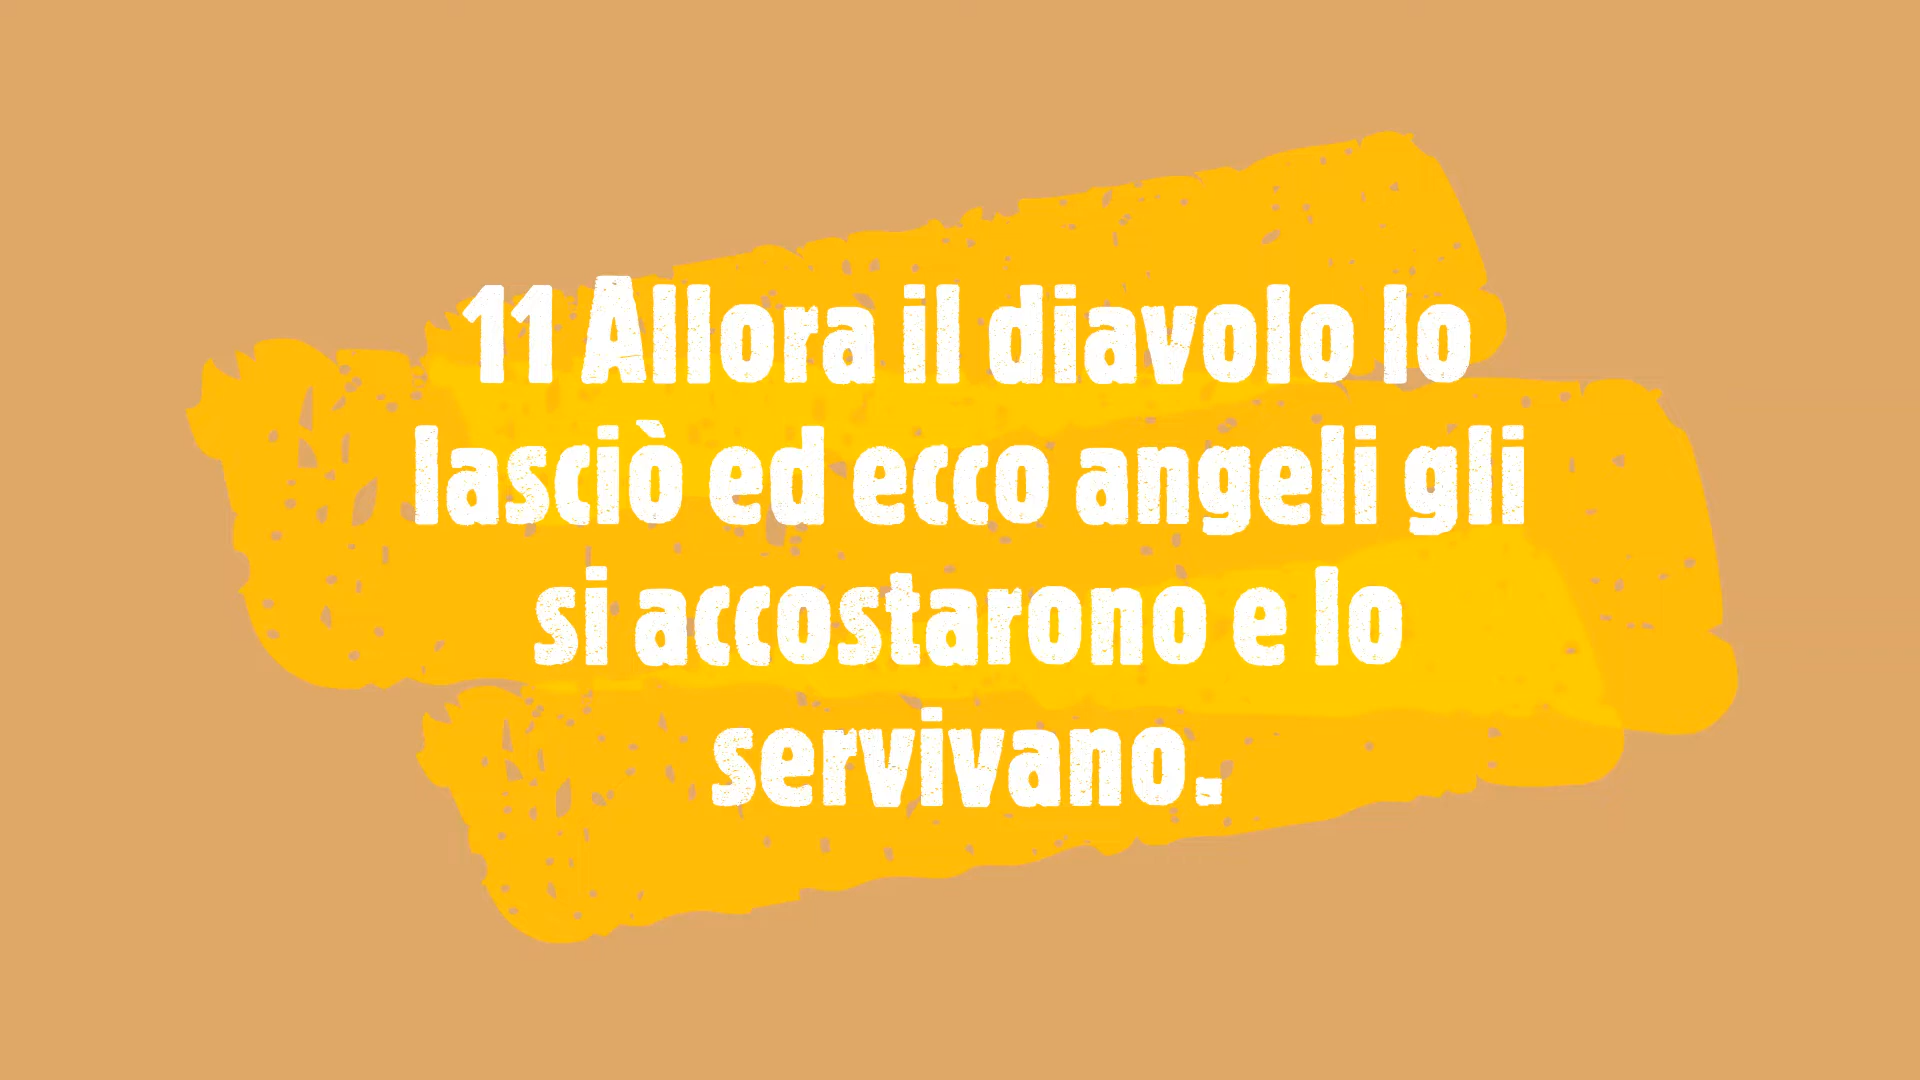 11 Allora il diavolo lo
lasciò ed ecco angeli gli
si accostarono e lo
servivano.